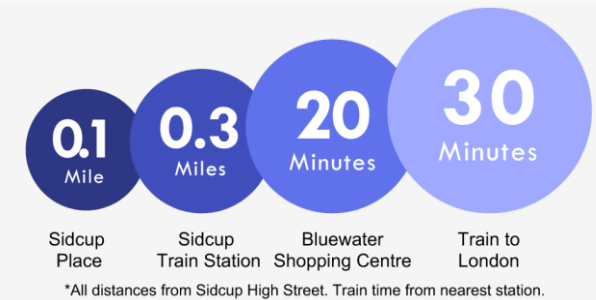 0.1
Mile
0.3
Miles
20
Minutes
30
Minutes
Sidcup
Place
Sidcup
Train Station
Bluewater
Shopping Centre
Train to
London
*All distances from Sidcup High Street. Train time from nearest station.